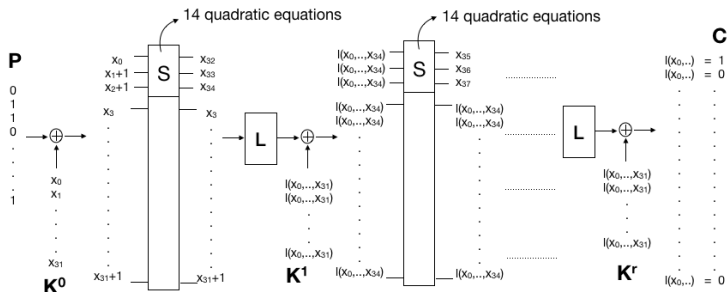 14 quadratic equations
14 quadratic equations
P
0
1
1
0
.
.
.
.
1
x0
x1
.
.
.
.
x31
K0
x0
x1+1
x2+1
x3
.
.
.
.
x31+1
S
x32
x33
x34
x3
.
.
.
.
x31+1
L
l(x0,..,x31)
l(x0,..,x31)
.
.
.
.
l(x0,..,x31)
K1
l(x0,..,x34)
l(x0,..,x34)
l(x0,..,x34)
l(x0,..,x34)
l(x0,..,x34)
.
.
.
.
l(x0,..,x34)
S
x35
x36
x37
l(x0,..,x34)
l(x0,..,x34)
.
.
.
.
l(x0,..,x34)
L
l(x0,..,x31)
l(x0,..,x31)
.
.
.
l(x0,..,x31)
Kr
C
l(x0,..) = 1
l(x0,..) = 0
.
.
.
.
l(x0,..) = 0